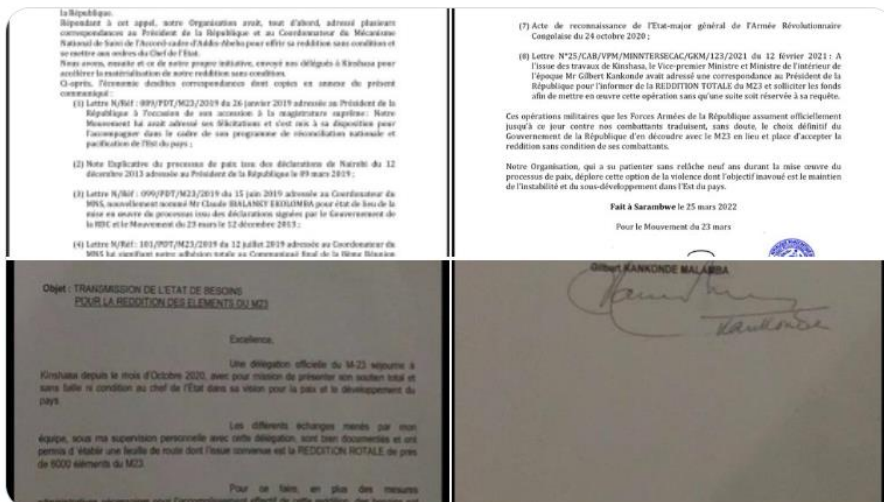 la République.
Répondant à cet appel, notre Organisation avait, tout d'abord, adressé plusieurs
correspondances au Président de la République et au Coordonateur du Mécanisme
National de Suivi de l'Accord-cadre d'Addis-Abeba pour offrir sa reddition sans condition et
se mettre aux ordres du Chef de l'Etat.
Nous avons, ensuite et ce de notre propre initiative, envoyé nos délégués à Kinshasa pour
accélérer la matérialisation de notre reddition sans condition.
Ci-après, l'économie desdites correspondances dont copies en annexe du présent
communiqué :
(1) Lettre N/Réf : 089/PDT/M23/2019 du 26 janvier 2019 adressée au Président de la
République à l'occasion de son accession à la magistrature suprême: Notre
Mouvement lui avait adressé ses félicitations et s'est mis à sa disposition pour
l'accompagner dans le cadre de son programme de réconciliation nationale et
pacification de l'Est du pays ;
(2) Note Explicative du processus de paix issu des déclarations de Nairobi du 12
décembre 2013 adressée au Président de la République le 09 mars 2019 ;
(3) Lettre N/Réf : 099/PDT/M23/2019 du 15 juin 2019 adressée au Coordonateur du
MNS, nouvellement nommé Mr Claude IBALANKY EKOLOMBA pour état de lieu de la
mise en œuvre du processus issu des déclarations signées par le Gouvernement de
la RDC et le Mouvement du 23 mars le 12 décembre 2013 ;
(4) Lettre N/Réf : 101/PDT/M23/2019 du 12 juillet 2019 adressée au Coordonateur du
MNS lui signifiant notre adhésion totale au Communiqué final de la 8ème Réunion
(7) Acte de reconnaissance de l'Etat-major général de l'Armée Révolutionnaire
Congolaise du 24 octobre 2020 ;
(8) Lettre N°25/CAB/VPM/MINNTERSECAC/GKM/123/2021 du 12 février 2021 : A
l'issue des travaux de Kinshasa, le Vice-premier Ministre et Ministre de l'intérieur de
l'époque Mr Gilbert Kankonde avait adressé une correspondance au Président de la
République pour l'informer de la REDDITION TOTALE du M23 et solliciter les fonds
afin de mettre en œuvre cette opération sans qu'une suite soit réservée à sa requête.
Ces opérations militaires que les Forces Armées de la République assument officiellement
jusqu'à ce jour contre nos combattants traduisent, sans doute, le choix définitif du
Gouvernement de la République d'en découdre avec le M23 en lieu et place d'accepter la
reddition sans condition de ses combattants.
Notre Organisation, qui a su patienter sans relâche neuf ans durant la mise œuvre du
processus de paix, déplore cette option de la violence dont l'objectif inavoué est le maintien
de l'instabilité et du sous-développement dans l'Est du pays.
Fait à Sarambwe le 25 mars 2022
Pour le Mouvement du 23 mars
Objet : TRANSMISSION DE L'ETAT DE BESOINS
POUR LA REDDITION DES ELEMENTS DU M23
Excellence,
Une délégation officielle du M-23 séjourne à
Kinshasa depuis le mois d'Octobre 2020, avec pour mission de présenter son soutien total et
sans faille ni condition au chef de l'Etat dans sa vision pour la paix et le développement du
pays.
Les différents échanges menés par mon
équipe, sous ma supervision personnelle avec cette délégation, sont bien documentés et ont
permis d'établir une feuille de route dont l'issue convenue est la REDDITION ROTALE de près
de 6000 éléments du M23.
Pour ce faire, en plus des mesures
Gilbert KANKONDE MALAMBA
Kankonde